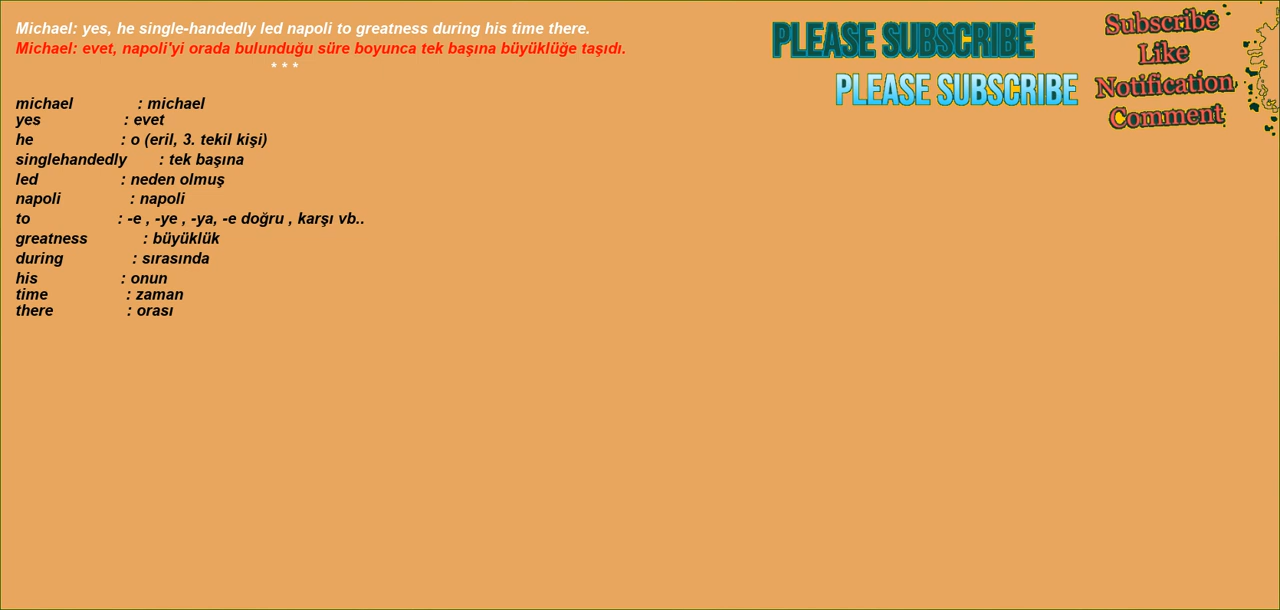 Michael: yes, he single-handedly led napoli to greatness during his time there.
Michael: evet, napoli'yi orada bulunduğu süre boyunca tek başına büyüklüğe taşıdı.
* * *
michael : michael
yes : evet
he : o (eril, 3. tekil kişi)
singlehandedly : tek başına
led : neden olmuş
napoli : napoli
to : -e , -ye , -ya, -e doğru , karşı vb..
greatness : büyüklük
during : sırasında
his : onun
time : zaman
there : orası
PLEASE SUBSCRIBE
PLEASE SUBSCRIBE
Subscribe
Like
Notification
Comment